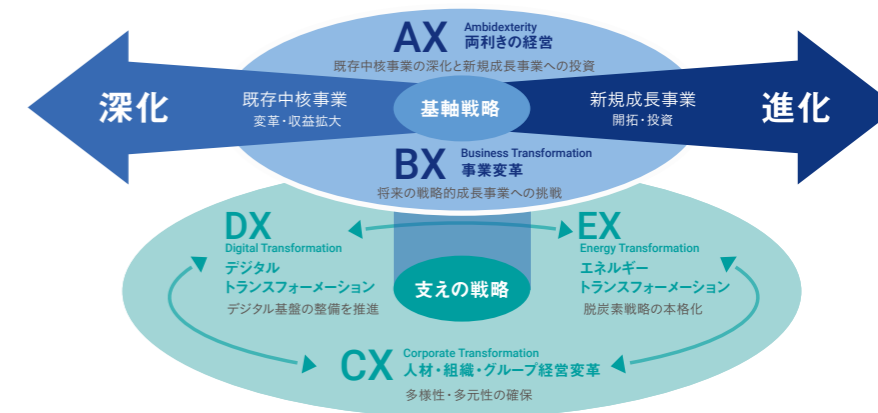 AX
Ambidexterity
両利きの経営
既存中核事業の深化と新規成長事業への投資
深化
既存中核事業
変革・収益拡大
基軸戦略
新規成長事業
開拓・投資
進化
BX
Business Transformation
事業変革
将来の戦略的成長事業への挑戦
DX
Digital Transformation
デジタル
トランスフォーメーション
デジタル基盤の整備を推進
支えの戦略
EX
Energy Transformation
エネルギー
トランスフォーメーション
脱炭素戦略の本格化
CX
Corporate Transformation
人材・組織・グループ経営変革
多様性・多元性の確保